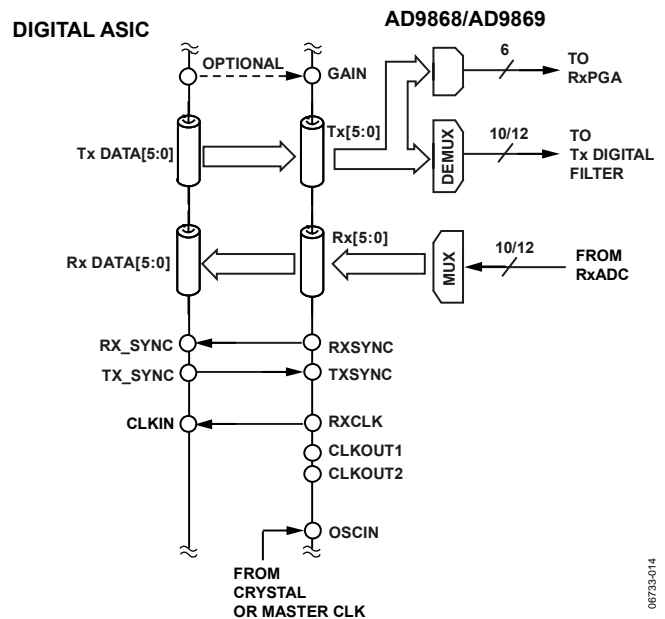 DIGITAL ASIC
AD9868/AD9869
OPTIONAL
GAIN
6
TO
RxPGA
Tx DATA[5:0]
Tx[5:0]
DEMUX
10/12
TO
Tx DIGITAL
FILTER
Rx DATA[5:0]
Rx[5:0]
MUX
10/12
FROM
RxADC
RX_SYNC
RXSYNC
TX_SYNC
TXSYNC
CLKIN
RXCLK
CLKOUT1
CLKOUT2
OSCIN
FROM
CRYSTAL
OR MASTER CLK
06733-014